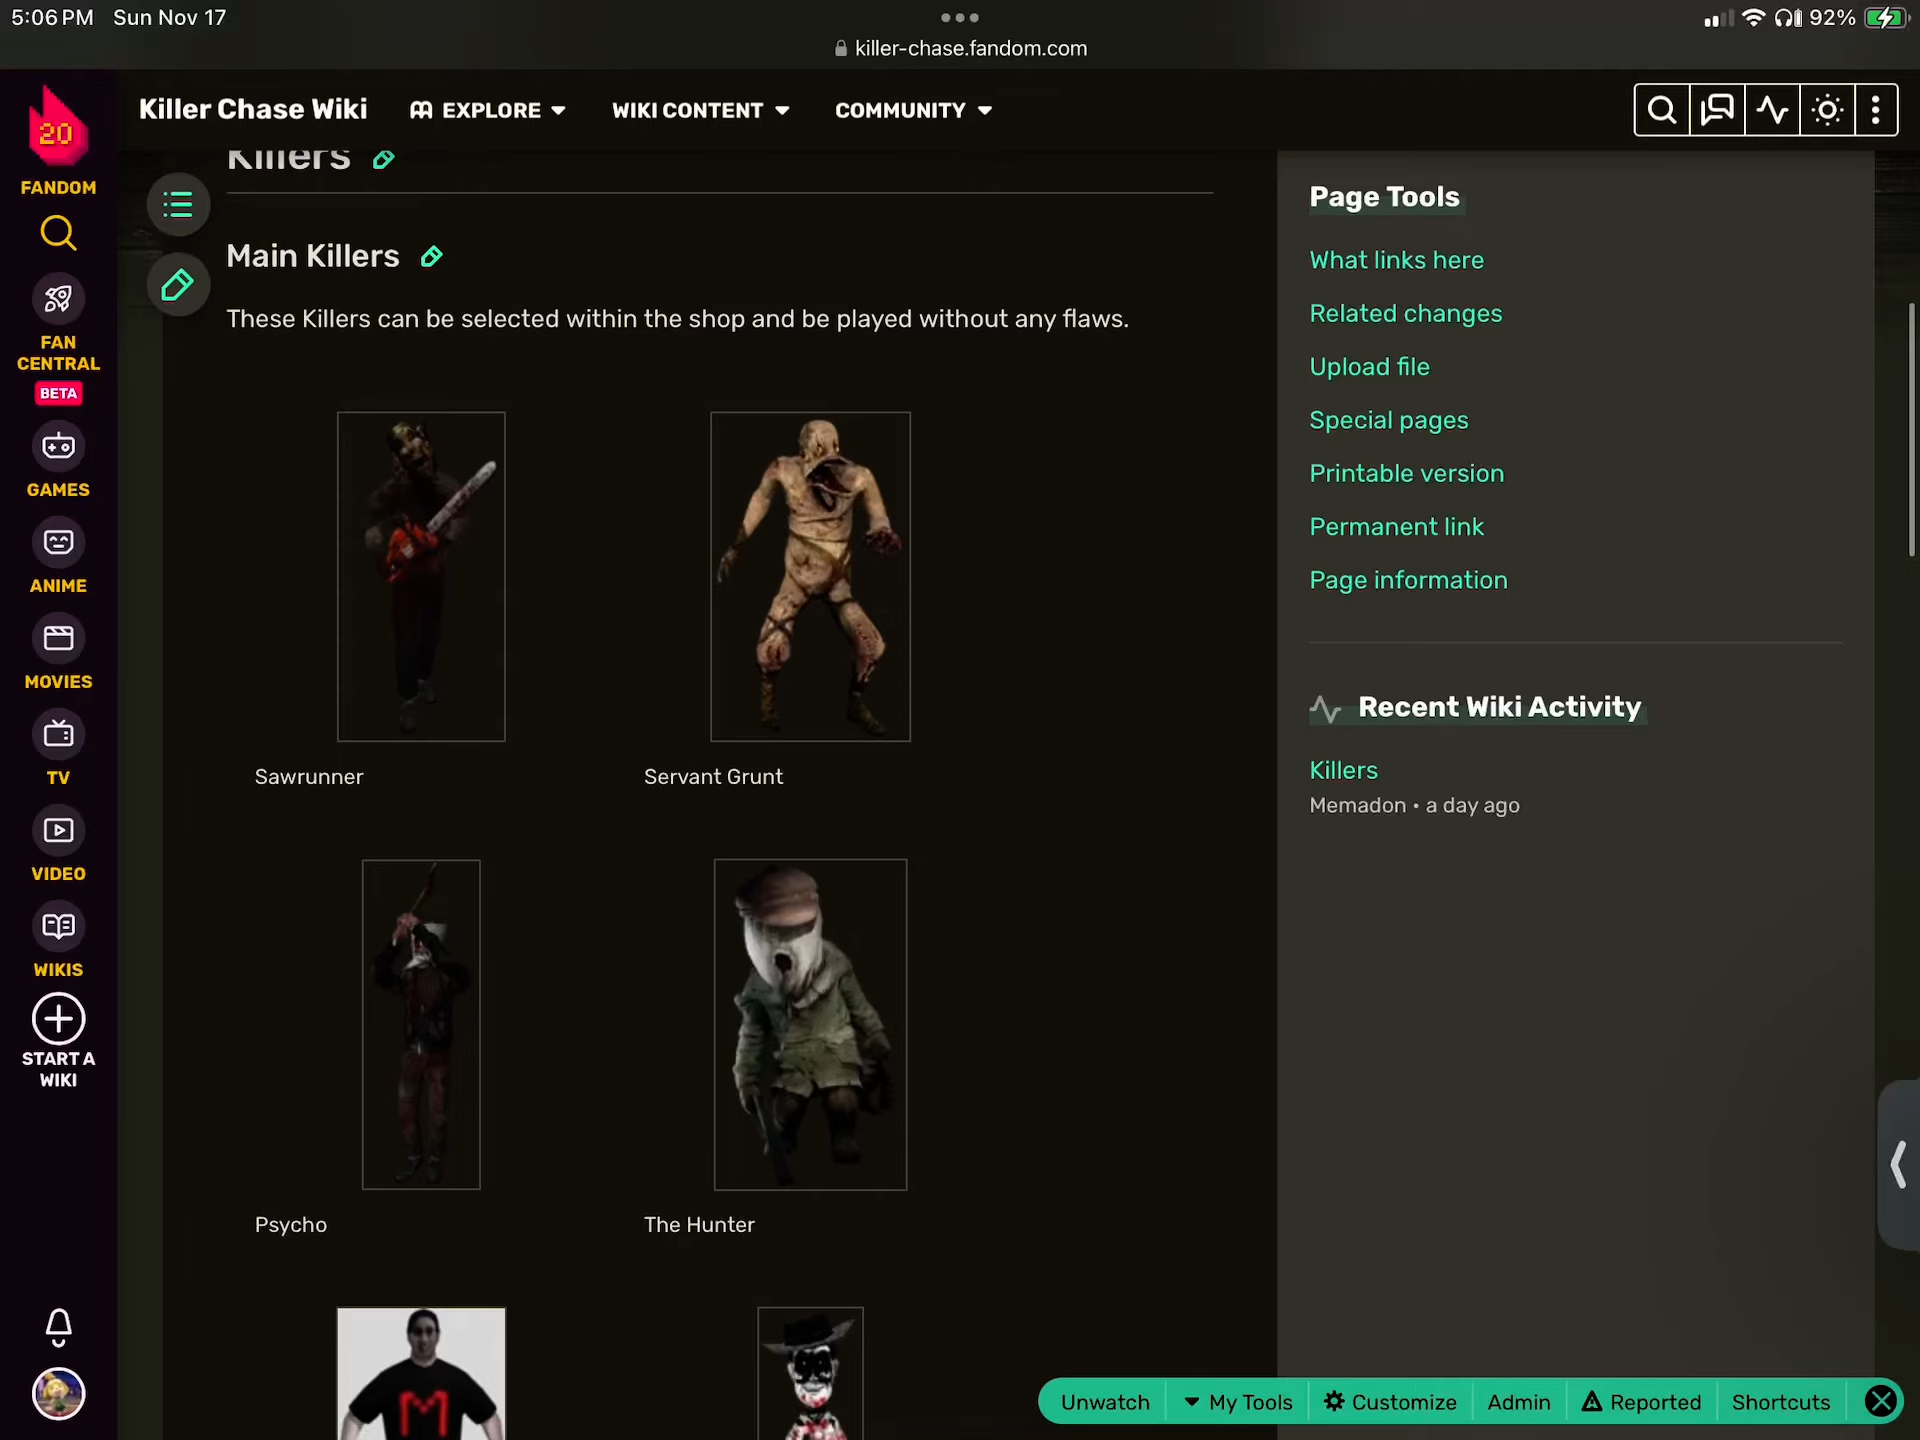 5:06 PM Sun Nov 17
92%
killer-chase.fandom.com
20
FANDOM
FAN
CENTRAL
BETA
GAMES
ANIME
MOVIES
TV
VIDEO
WIKIS
START A
WIKI
Killer Chase Wiki
EXPLORE
WIKI CONTENT
COMMUNITY
Killers
Main Killers
These Killers can be selected within the shop and be played without any flaws.
Sawrunner
Servant Grunt
Psycho
The Hunter
M
Page Tools
What links here
Related changes
Upload file
Special pages
Printable version
Permanent link
Page information
Recent Wiki Activity
Killers
Memadon • a day ago
Unwatch
My Tools
Customize
Admin
Reported
Shortcuts